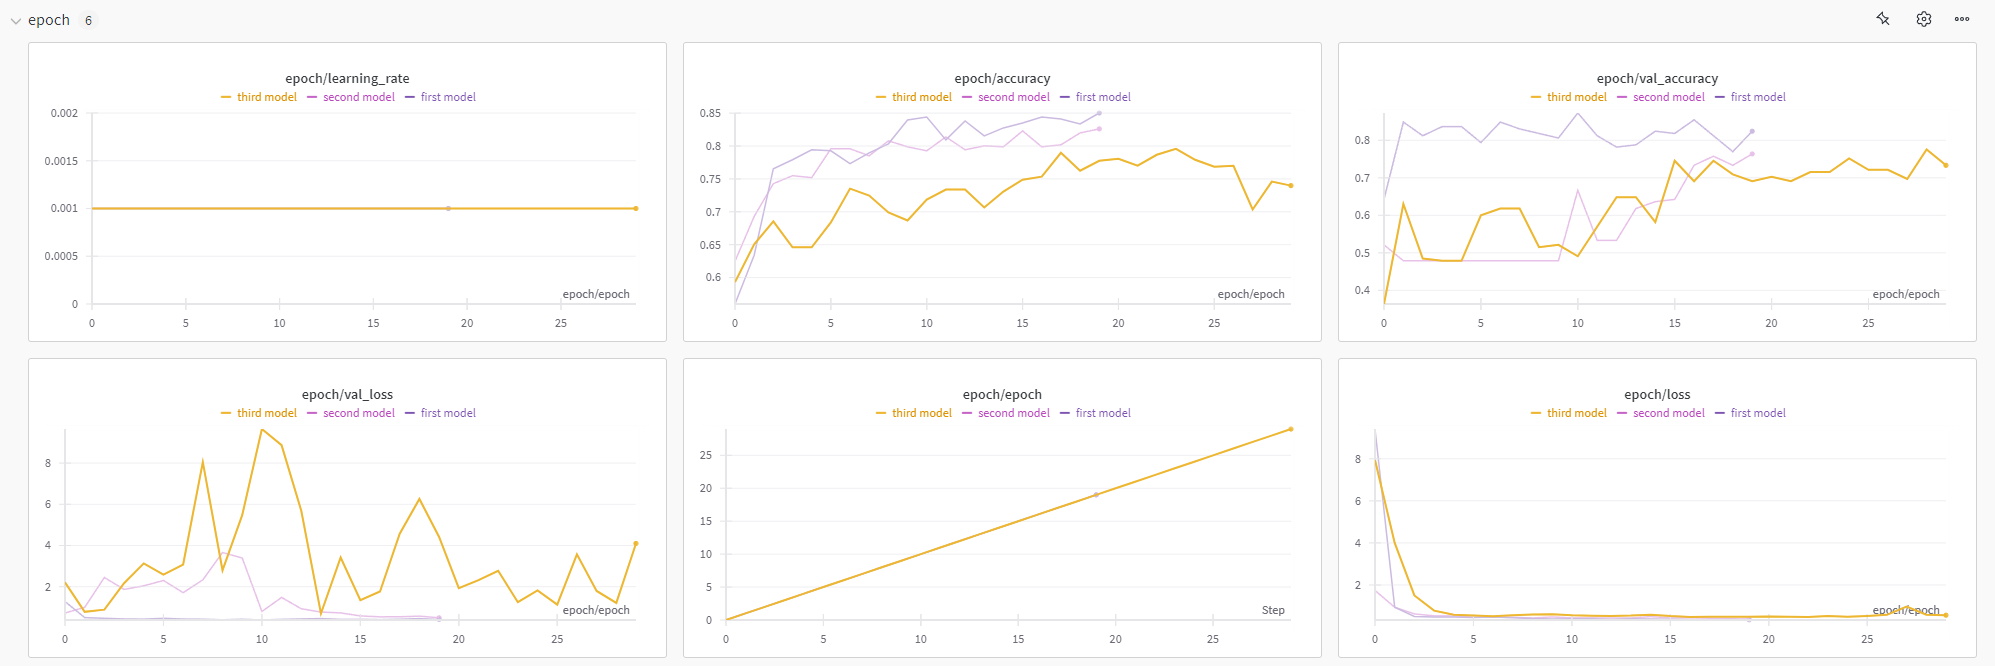 epoch 6
epoch/learning_rate
third model second model first model
0.002
0.0015
0.001
0.0005
0
epoch/epoch
0 5 10 15 20 25
epoch/accuracy
third model second model first model
0.85
0.8
0.75
0.7
0.65
0.6
epoch/epoch
0 5 10 15 20 25
epoch/val_accuracy
third model second model first model
0.8
0.7
0.6
0.5
0.4
epoch/epoch
0 5 10 15 20 25
epoch/val_loss
third model second model first model
8
6
4
2
epoch/epoch
0 5 10 15 20 25
epoch/epoch
third model second model first model
25
20
15
10
5
0
Step
0 5 10 15 20 25
epoch/loss
third model second model first model
8
6
4
2
epoch/epoch
0 5 10 15 20 25